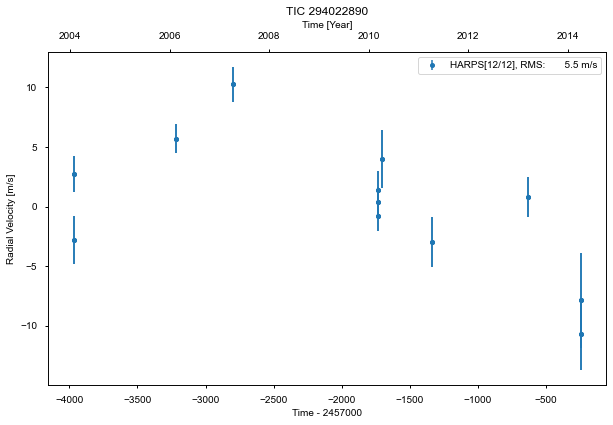 TIC 294022890
Time [Year]
2004 2006 2008 2010 2012 2014
HARPS[12/12], RMS: 5.5 m/s
Radial Velocity [m/s]
10
5
0
−5
−10
−4000 −3500 −3000 −2500 −2000 −1500 −1000 −500
Time - 2457000